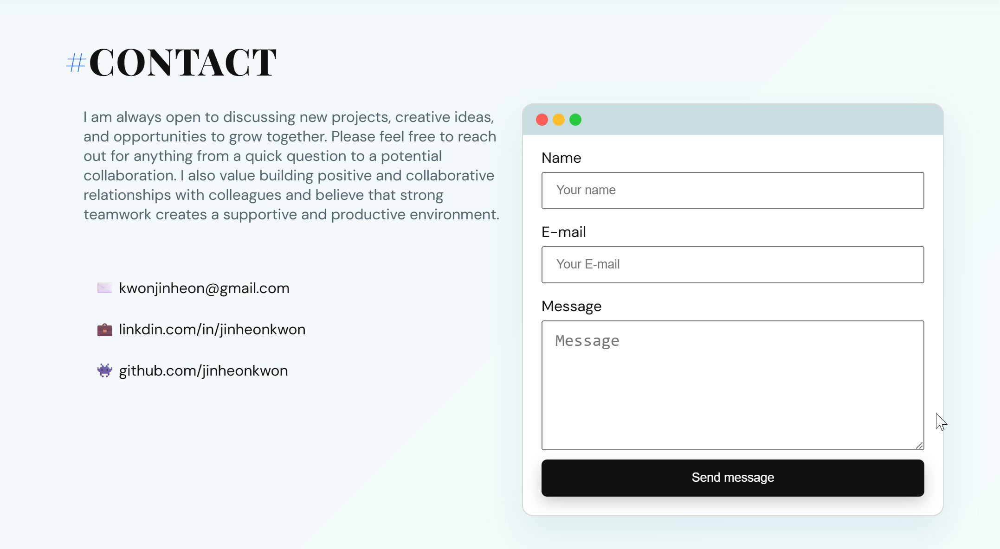 #CONTACT
I am always open to discussing new projects, creative ideas,
and opportunities to grow together. Please feel free to reach
out for anything from a quick question to a potential
collaboration. I also value building positive and collaborative
relationships with colleagues and believe that strong
teamwork creates a supportive and productive environment.
kwonjinheon@gmail.com
linkdin.com/in/jinheonkwon
github.com/jinheonkwon
Name
Your name
E-mail
Your E-mail
Message
Message
Send message